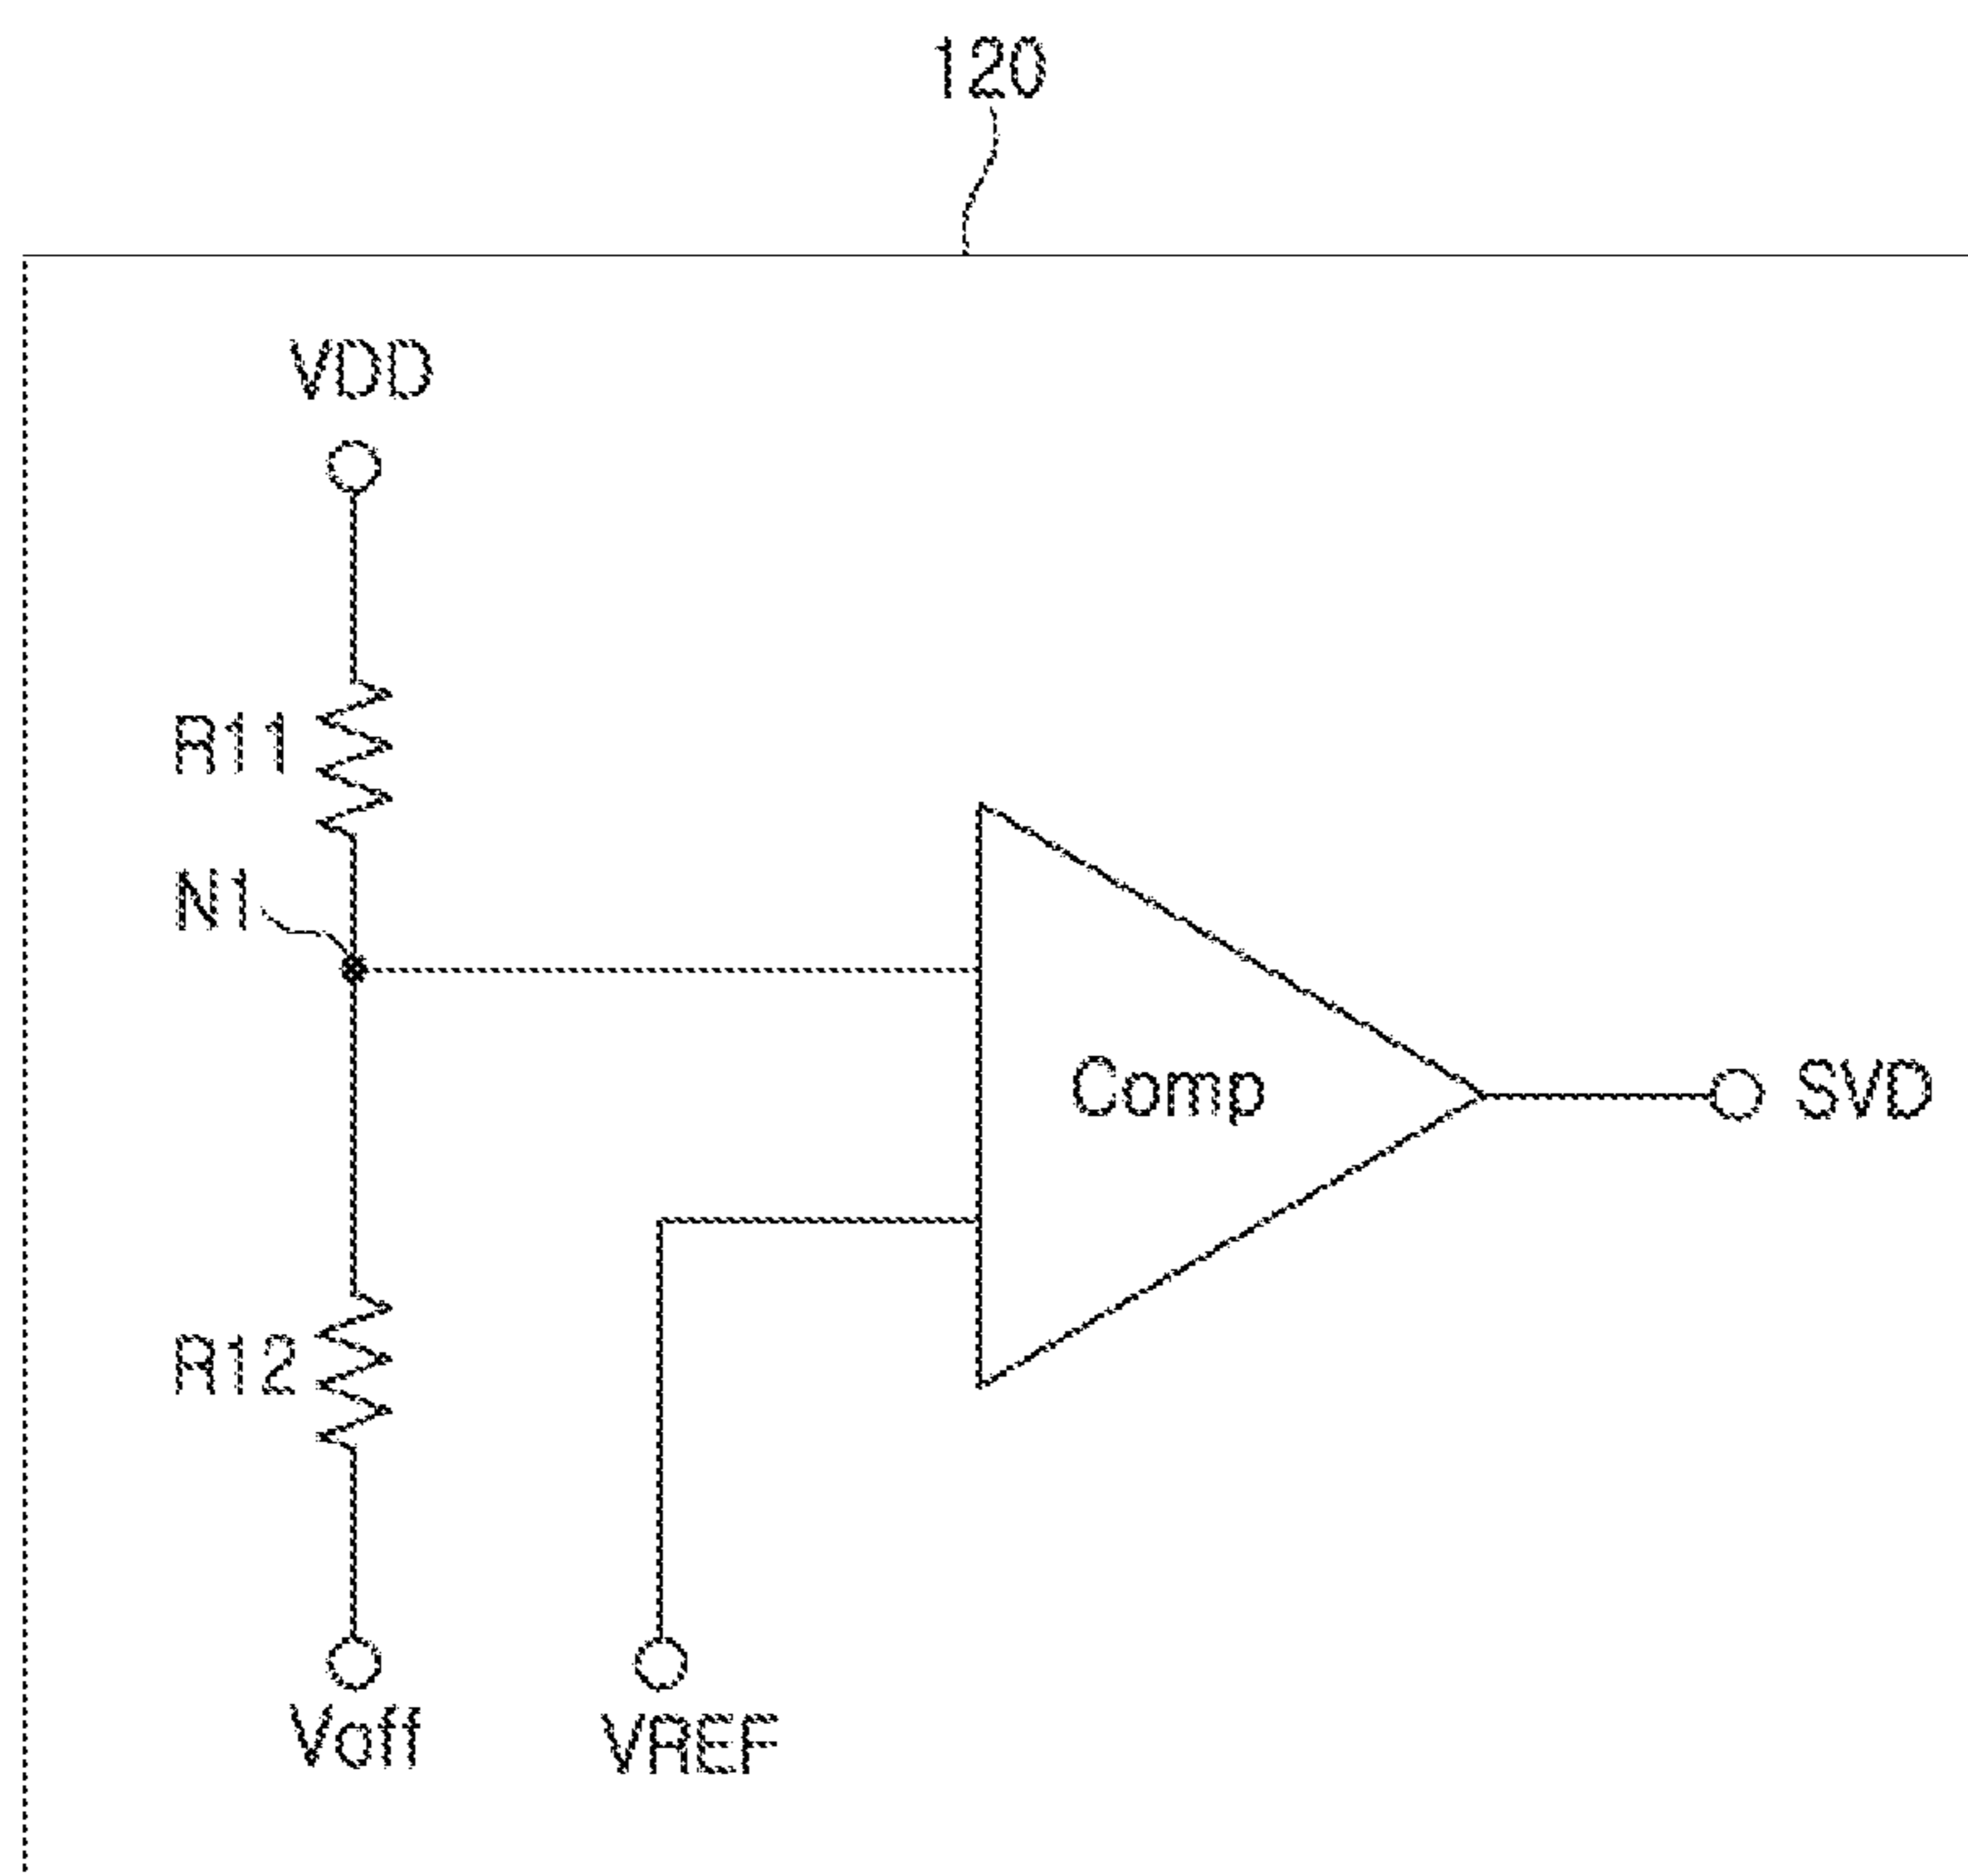 120
VDD
R11
N1
Comp
SVD
R12
Voff
VREF